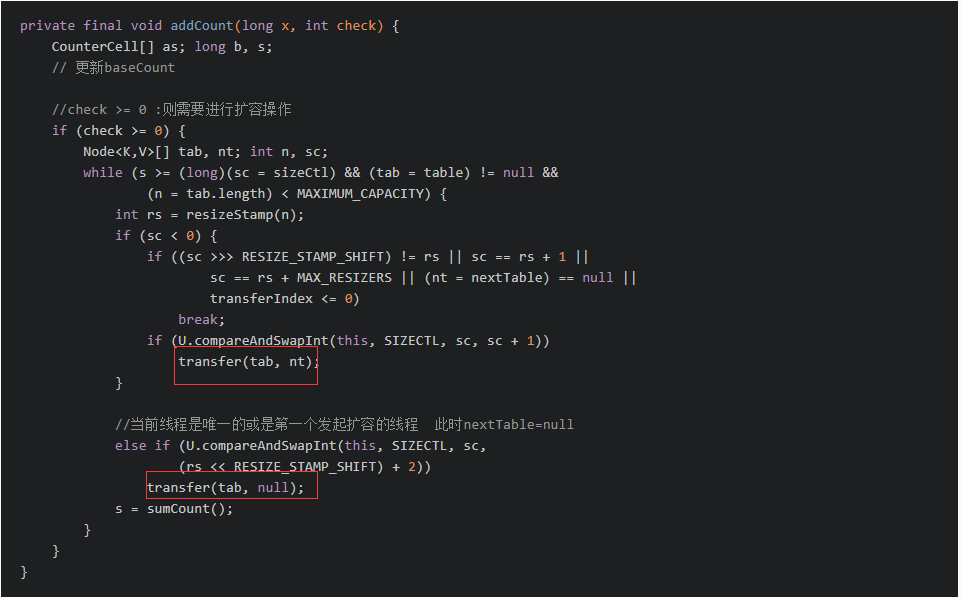 private final void addCount(long x, int check) {
    CounterCell[] as; long b, s;
    // 更新baseCount

    //check >= 0 :则需要进行扩容操作
    if (check >= 0) {
        Node<K,V>[] tab, nt; int n, sc;
        while (s >= (long)(sc = sizeCtl) && (tab = table) != null &&
                (n = tab.length) < MAXIMUM_CAPACITY) {
            int rs = resizeStamp(n);
            if (sc < 0) {
                if ((sc >>> RESIZE_STAMP_SHIFT) != rs || sc == rs + 1 ||
                        sc == rs + MAX_RESIZERS || (nt = nextTable) == null ||
                        transferIndex <= 0)
                    break;
                if (U.compareAndSwapInt(this, SIZECTL, sc, sc + 1))
                    transfer(tab, nt);
            }

            //当前线程是唯一的或是第一个发起扩容的线程  此时nextTable=null
            else if (U.compareAndSwapInt(this, SIZECTL, sc,
                    (rs << RESIZE_STAMP_SHIFT) + 2))
                transfer(tab, null);
            s = sumCount();
        }
    }
}